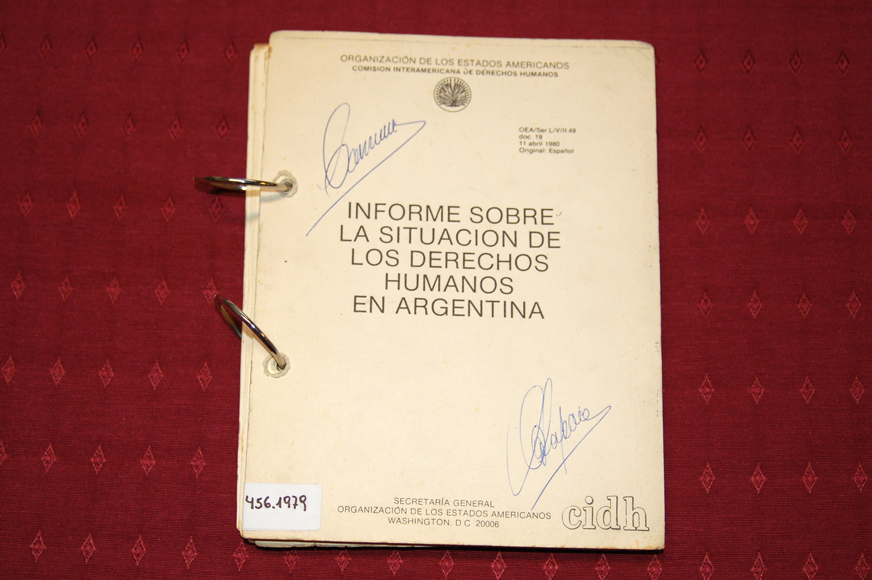 ORGANIZACIÓN DE LOS ESTADOS AMERICANOS
COMISION INTERAMERICANA DE DERECHOS HUMANOS
OEA/Ser.L/V/II.49
doc. 19
11 abril 1980
Original: Español
INFORME SOBRE
LA SITUACION DE
LOS DERECHOS
HUMANOS
EN ARGENTINA
456.1979
SECRETARÍA GENERAL
ORGANIZACIÓN DE LOS ESTADOS AMERICANOS
WASHINGTON, D.C. 20006
cidh